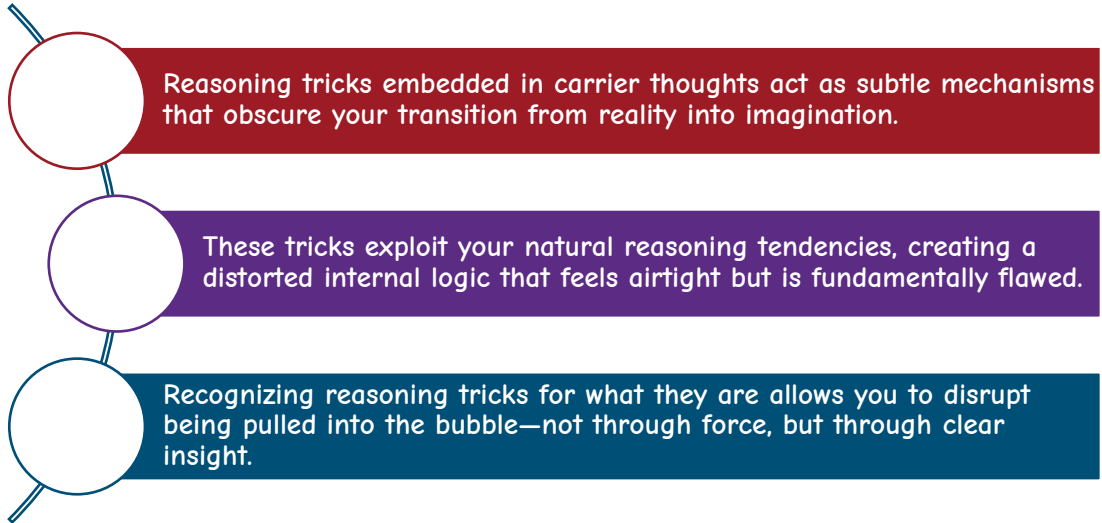 Reasoning tricks embedded in carrier thoughts act as subtle mechanisms
that obscure your transition from reality into imagination.
These tricks exploit your natural reasoning tendencies, creating a
distorted internal logic that feels airtight but is fundamentally flawed.
Recognizing reasoning tricks for what they are allows you to disrupt
being pulled into the bubble—not through force, but through clear
insight.